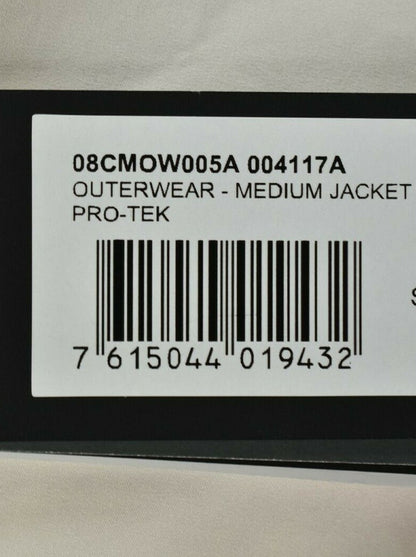 08CMOW005A 004117A
OUTERWEAR - MEDIUM JACKET
PRO-TEK
7 615044 019432